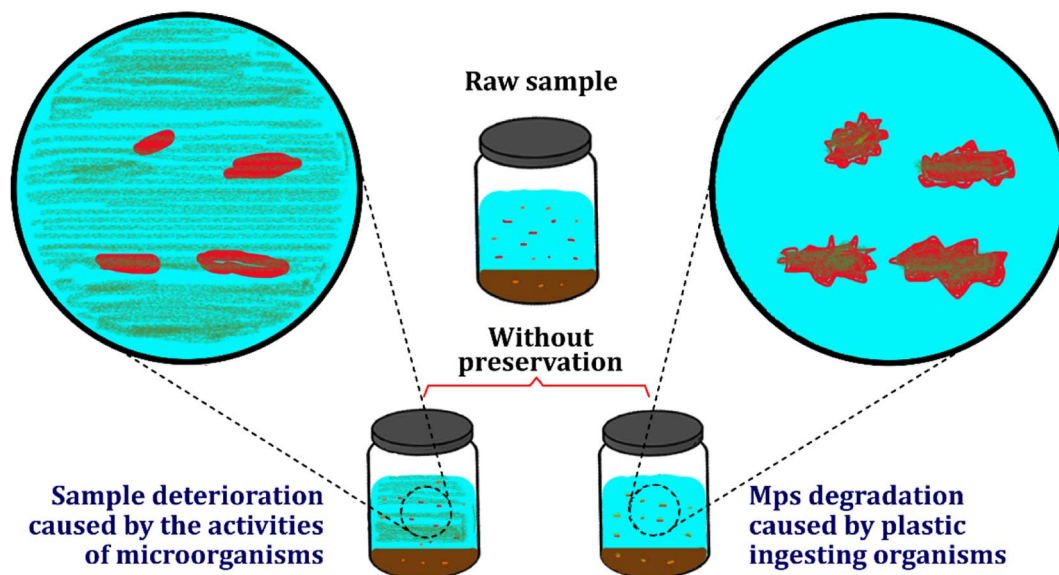 Raw sample
Without
preservation
Sample deterioration
caused by the activities
of microorganisms
Mps degradation
caused by plastic
ingesting organisms